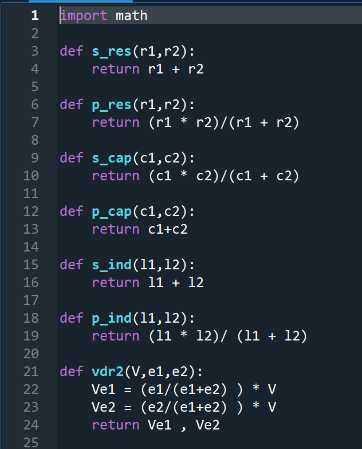 1 import math
2
3 def s_res(r1,r2):
4     return r1 + r2
5
6 def p_res(r1,r2):
7     return (r1 * r2)/(r1 + r2)
8
9 def s_cap(c1,c2):
10     return (c1 * c2)/(c1 + c2)
11
12 def p_cap(c1,c2):
13     return c1+c2
14
15 def s_ind(l1,l2):
16     return l1 + l2
17
18 def p_ind(l1,l2):
19     return (l1 * l2)/ (l1 + l2)
20
21 def vdr2(V,e1,e2):
22     Ve1 = (e1/(e1+e2) ) * V
23     Ve2 = (e2/(e1+e2) ) * V
24     return Ve1 , Ve2
25